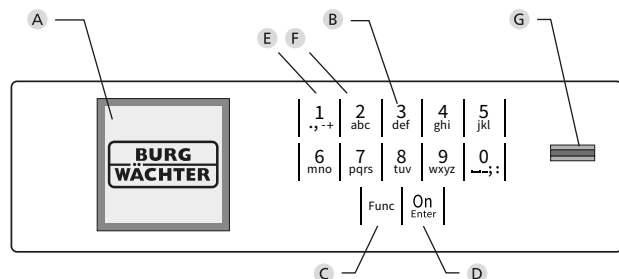 A
B
G
E F
1 2 3 4 5
.,-+ abc def ghi jkl
BURG
WÄCHTER
6 7 8 9 0
mno pqrs tuv wxyz ⎵–;:
Func On
Enter
C
D